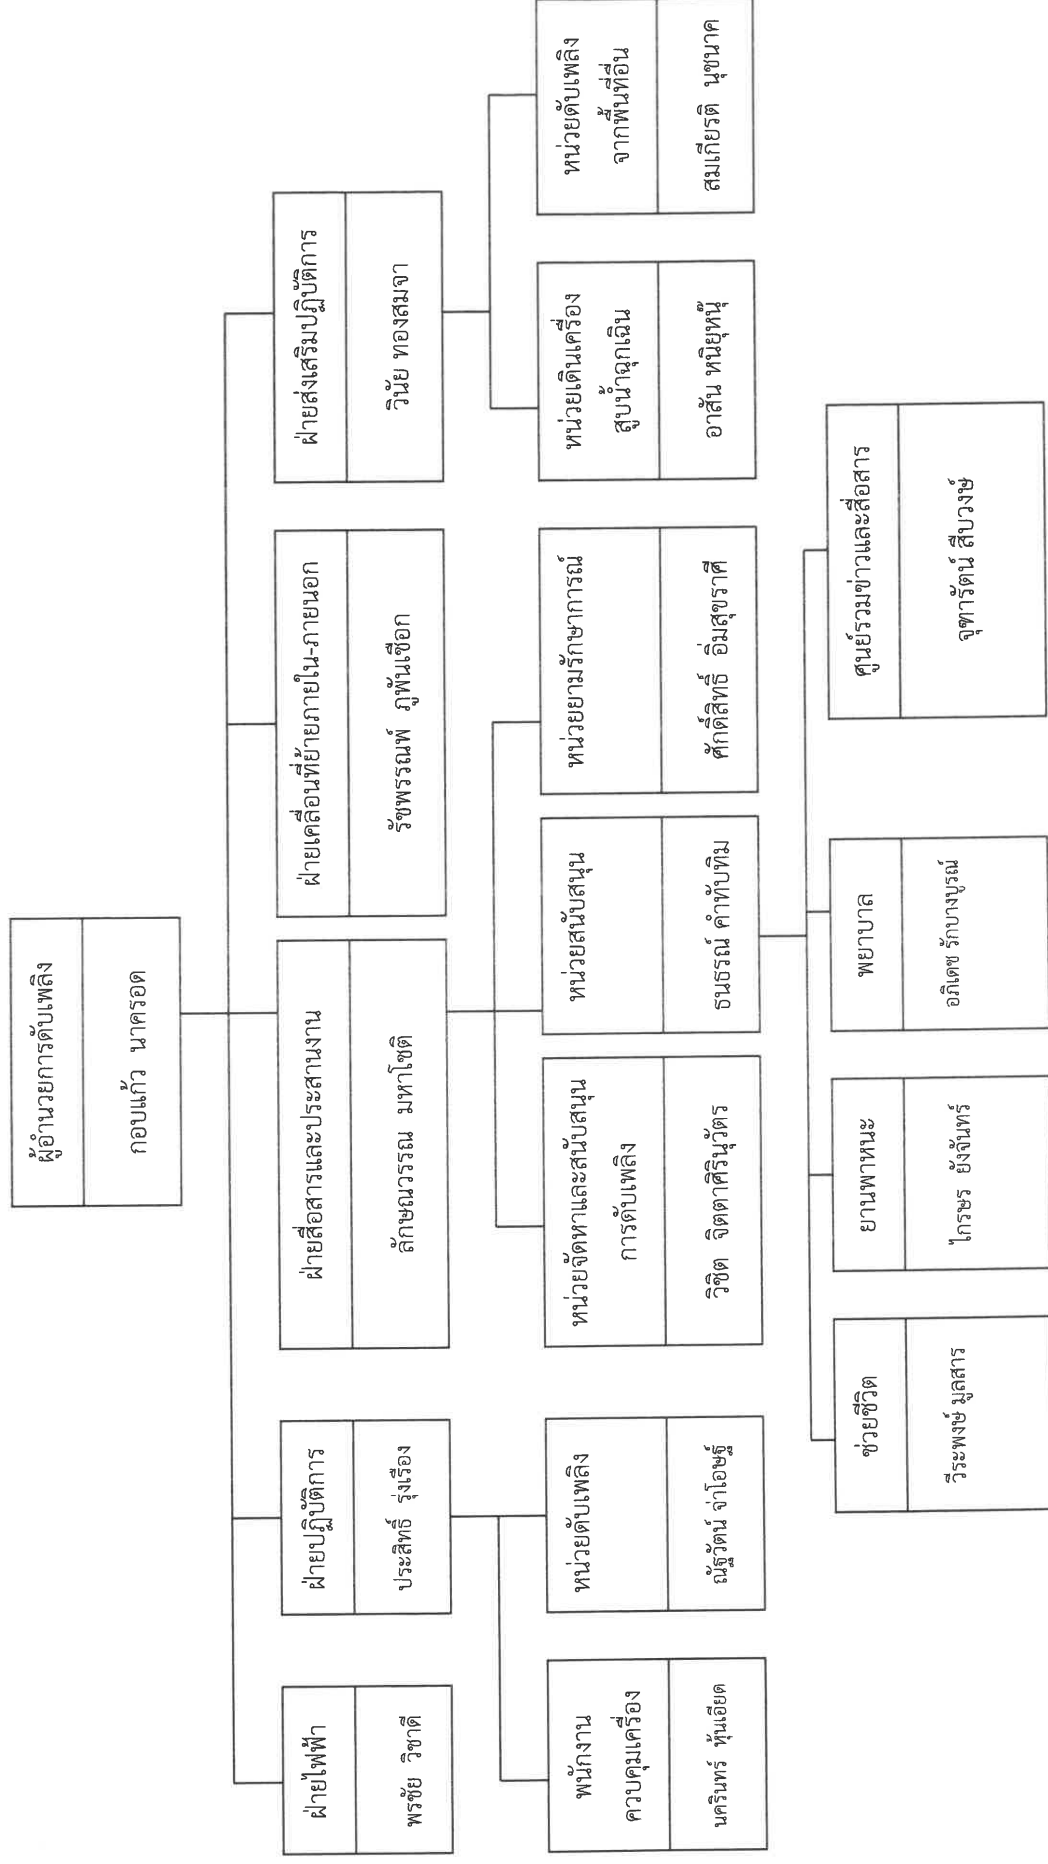 ผู้อำนวยการดับเพลิง
กอบแก้ว นาครอด
ฝ่ายไฟฟ้า
พรชัย วิชาดี
ฝ่ายปฏิบัติการ
ประสิทธิ์ รุ่งเรือง
ฝ่ายสื่อสารและประสานงาน
ลักษณวรรณ มหาโชติ
ฝ่ายเคลื่อนที่ย้ายภายใน-ภายนอก
รัชพรรณพ์ ภูพันเชือก
ฝ่ายส่งเสริมปฏิบัติการ
วินัย ทองสมจา
พนักงาน
ควบคุมเครื่อง
นครินทร์ หุ้นเอียด
หน่วยดับเพลิง
ณัฐวัตน์ จ่าโอษฐ์
หน่วยจัดหาและสนับสนุน
การดับเพลิง
วิชิต จิตตาศิรินุวัตร
หน่วยสนับสนุน
ธนธรณ์ คำทับทิม
หน่วยยามรักษาการณ์
ศักดิ์สิทธิ์ อิ่มสุขราศี
หน่วยเดินเครื่อง
สูบน้ำฉุกเฉิน
อาสัน หนิยุหนุ๊
หน่วยดับเพลิง
จากพื้นที่อื่น
สมเกียรติ นุชนาค
ช่วยชีวิต
วีระพงษ์ มูลสาร
ยานพาหนะ
ไกรษร ยังจันทร์
พยาบาล
อภิเดช รักบางบูรณ์
ศูนย์รวมข่าวและสื่อสาร
จุฑารัตน์ สืบวงษ์